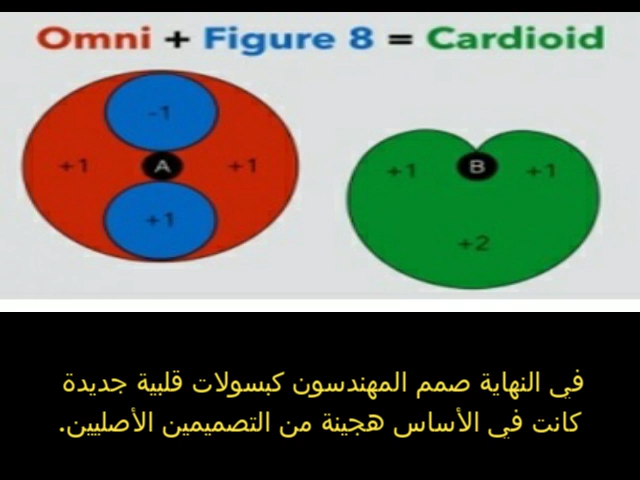 Omni + Figure 8 = Cardioid
-1
+1 A +1
+1
+1 B +1
+2
في النهاية صمم المهندسون كبسولات قلبية جديدة
كانت في الأساس هجينة من التصميمين الأصليين.